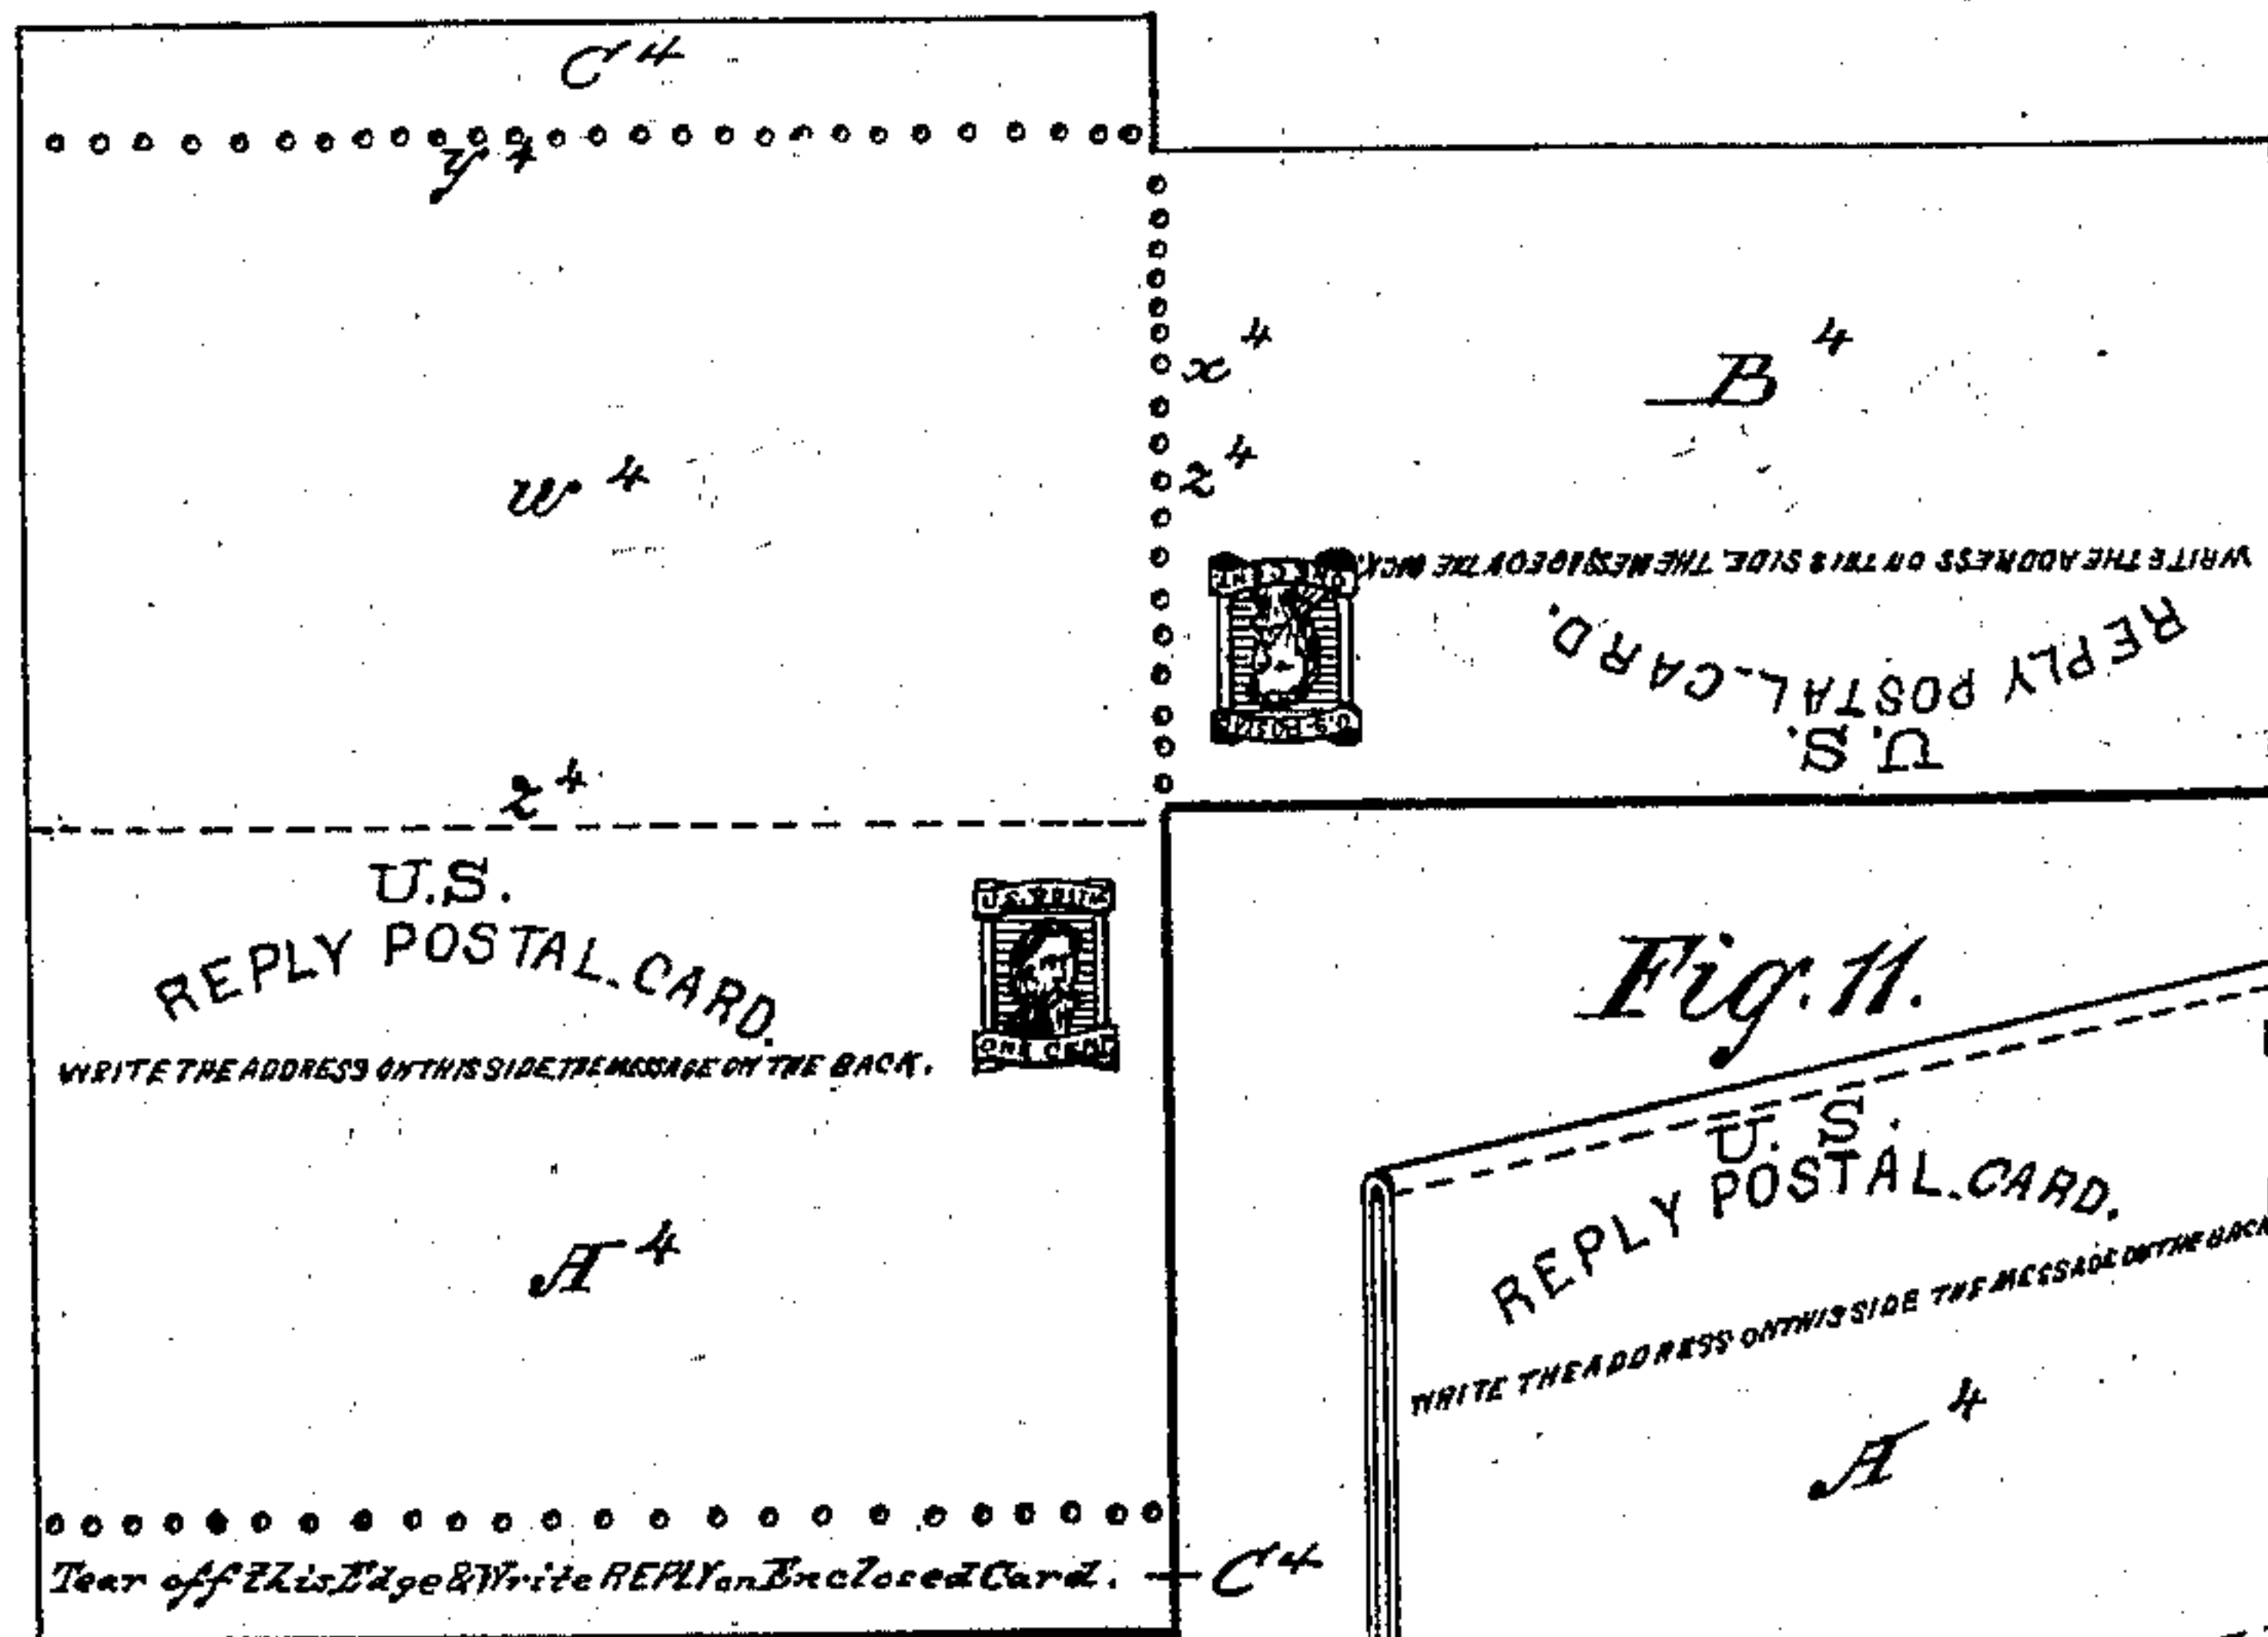 C⁴
y⁴
x⁴
B⁴
z⁴
w⁴
WRITE THE ADDRESS ON THIS SIDE. THE MESSAGE ON THE BACK.
REPLY POSTAL CARD.
U.S.
z⁴
U.S.
REPLY POSTAL CARD.
WRITE THE ADDRESS ON THIS SIDE, THE MESSAGE ON THE BACK.
ONE CENT
A⁴
Tear off this Edge & Write REPLY on Enclosed Card.
C⁴
Fig. 11.
U. S.
REPLY POSTAL CARD.
WRITE THE ADDRESS ON THIS SIDE THE MESSAGE ON THE BACK
A⁴